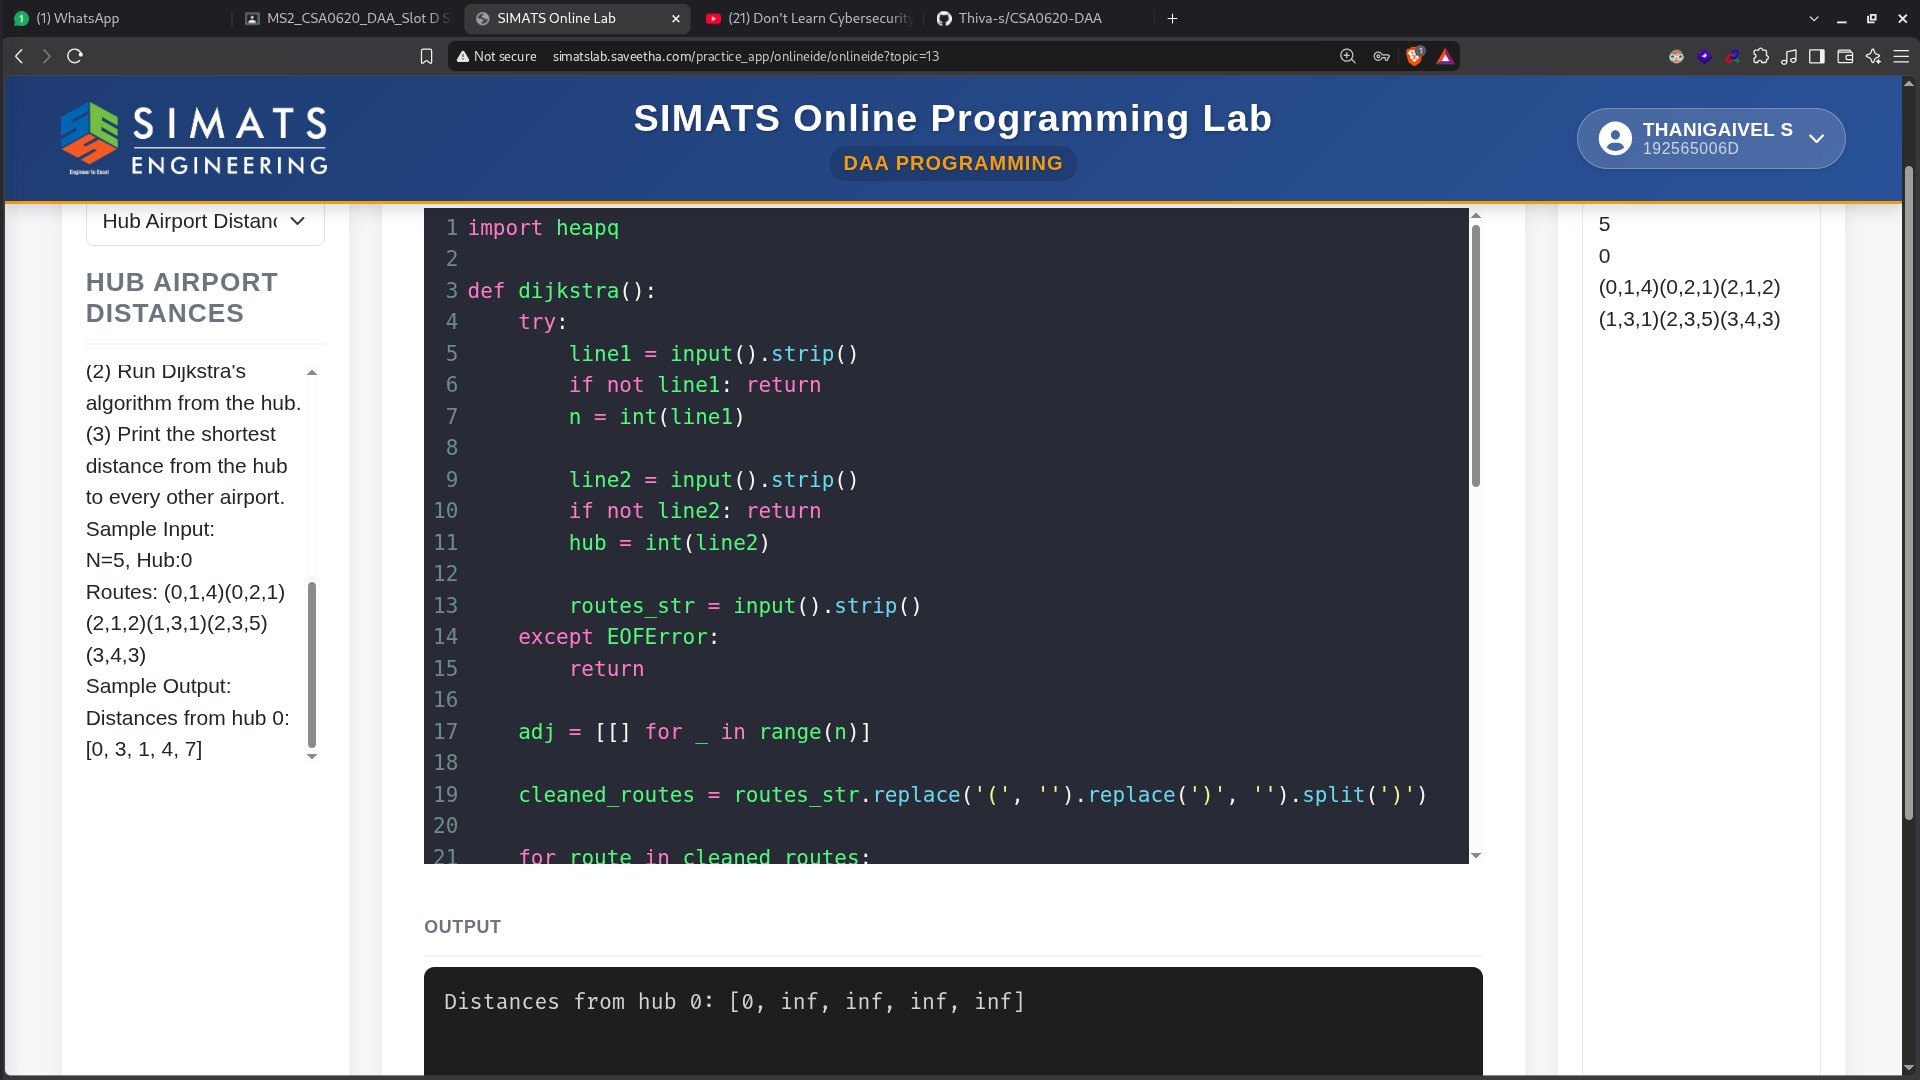 (1) WhatsApp
MS2_CSA0620_DAA_Slot D S
SIMATS Online Lab
(21) Don't Learn Cybersecurity
Thiva-s/CSA0620-DAA
Not secure
simatslab.saveetha.com/practice_app/onlineide/onlineide?topic=13
1
SIMATS
ENGINEERING
Engineer to Excel
SIMATS Online Programming Lab
DAA PROGRAMMING
THANIGAIVEL S
192565006D
Hub Airport Distanc
HUB AIRPORT
DISTANCES
(2) Run Dijkstra's
algorithm from the hub.
(3) Print the shortest
distance from the hub
to every other airport.
Sample Input:
N=5, Hub:0
Routes: (0,1,4)(0,2,1)
(2,1,2)(1,3,1)(2,3,5)
(3,4,3)
Sample Output:
Distances from hub 0:
[0, 3, 1, 4, 7]
1 import heapq
2
3 def dijkstra():
4     try:
5         line1 = input().strip()
6         if not line1: return
7         n = int(line1)
8
9         line2 = input().strip()
10         if not line2: return
11         hub = int(line2)
12
13         routes_str = input().strip()
14     except EOFError:
15         return
16
17     adj = [[] for _ in range(n)]
18
19     cleaned_routes = routes_str.replace('(', '').replace(')', '').split(')')
20
21     for route in cleaned_routes:
OUTPUT
Distances from hub 0: [0, inf, inf, inf, inf]
5
0
(0,1,4)(0,2,1)(2,1,2)
(1,3,1)(2,3,5)(3,4,3)